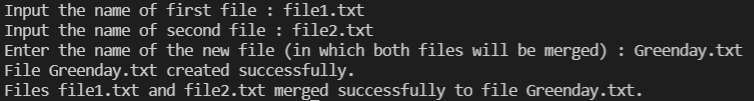 Input the name of first file : file1.txt
Input the name of second file : file2.txt
Enter the name of the new file (in which both files will be merged) : Greenday.txt
File Greenday.txt created successfully.
Files file1.txt and file2.txt merged successfully to file Greenday.txt.